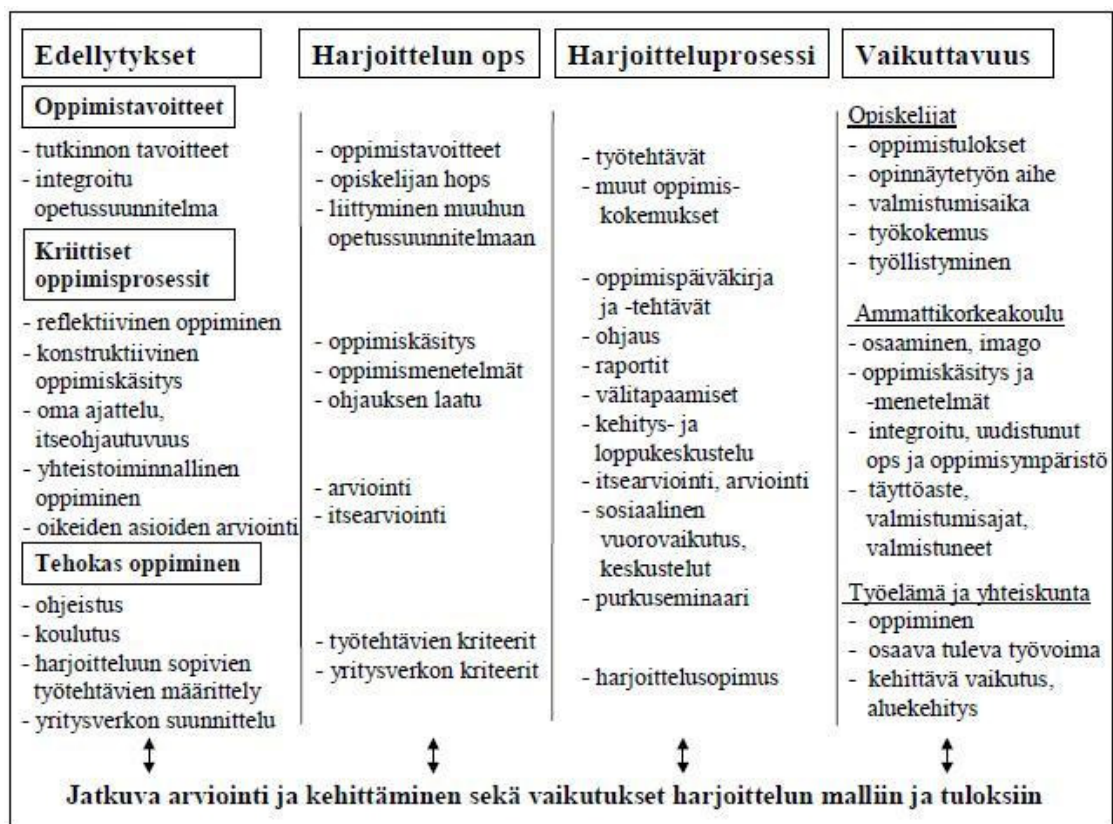 Edellytykset
Oppimistavoitteet
- tutkinnon tavoitteet
- integroitu
opetussuunnitelma
Kriittiset
oppimisprosessit
- reflektiivinen oppiminen
- konstruktiivinen
oppimiskäsitys
- oma ajattelu,
itseohjautuvuus
- yhteistoiminnallinen
oppiminen
- oikeiden asioiden arviointi
Tehokas oppiminen
- ohjeistus
- koulutus
- harjoitteluun sopivien
työtehtävien määrittely
- yritysverkon suunnittelu
Harjoittelun ops
- oppimistavoitteet
- opiskelijan hops
- liittyminen muuhun
opetussuunnitelmaan
- oppimiskäsitys
- oppimismenetelmät
- ohjauksen laatu
- arviointi
- itsearviointi
- työtehtävien kriteerit
- yritysverkon kriteerit
Harjoitteluprosessi
- työtehtävät
- muut oppimis-
kokemukset
- oppimispäiväkirja
ja -tehtävät
- ohjaus
- raportit
- välitapaamiset
- kehitys- ja
loppukeskustelu
- itsearviointi, arviointi
- sosiaalinen
vuorovaikutus,
keskustelut
- purkuseminaari
- harjoittelusopimus
Vaikuttavuus
Opiskelijat
- oppimistulokset
- opinnäytetyön aihe
- valmistumisaika
- työkokemus
- työllistyminen
Ammattikorkeakoulu
- osaaminen, imago
- oppimiskäsitys ja
-menetelmät
- integroitu, uudistunut
ops ja oppimisympäristö
- täyttöaste,
valmistumisajat,
valmistuneet
Työelämä ja yhteiskunta
- oppiminen
- osaava tuleva työvoima
- kehittävä vaikutus,
aluekehitys
Jatkuva arviointi ja kehittäminen sekä vaikutukset harjoittelun malliin ja tuloksiin